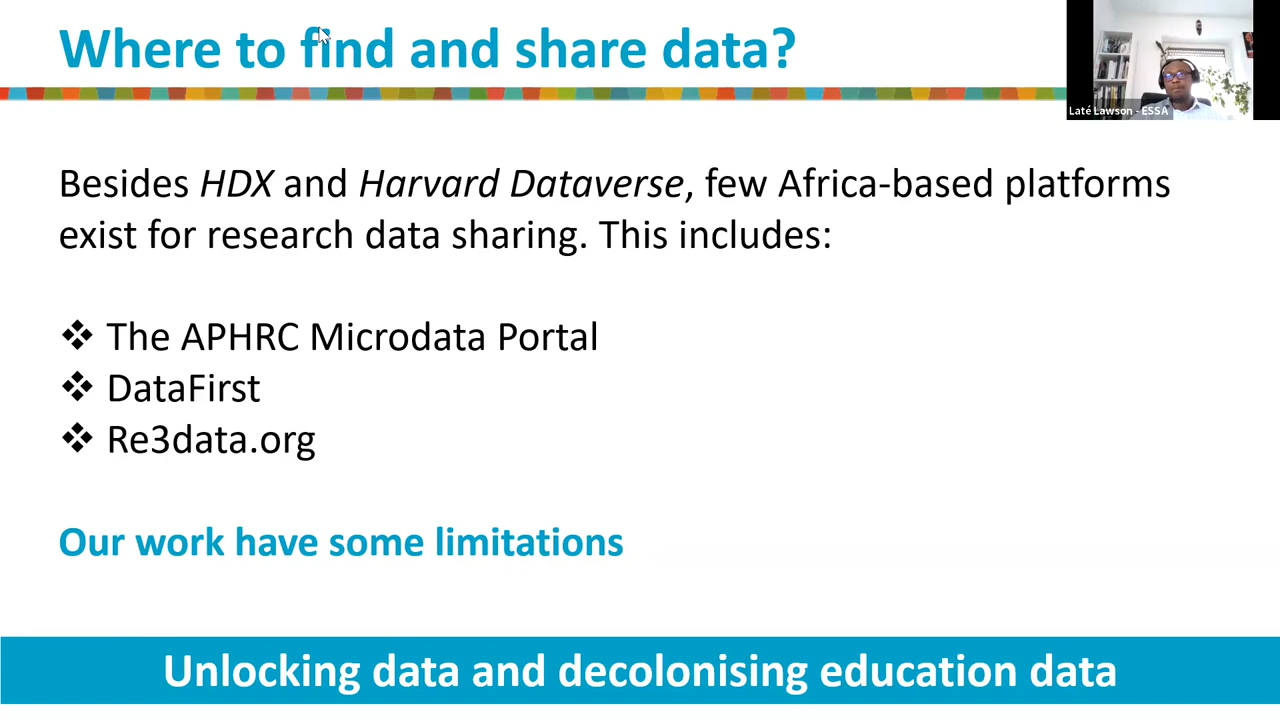 Where to find and share data?
Laté Lawson - ESSA
Besides HDX and Harvard Dataverse, few Africa-based platforms
exist for research data sharing. This includes:
❖ The APHRC Microdata Portal
❖ DataFirst
❖ Re3data.org
Our work have some limitations
Unlocking data and decolonising education data